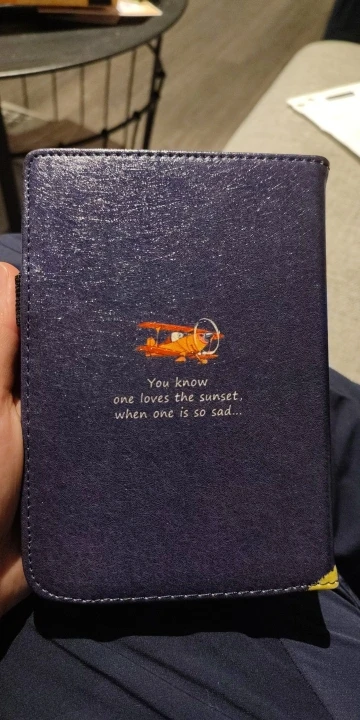 You know
one loves the sunset,
when one is so sad...